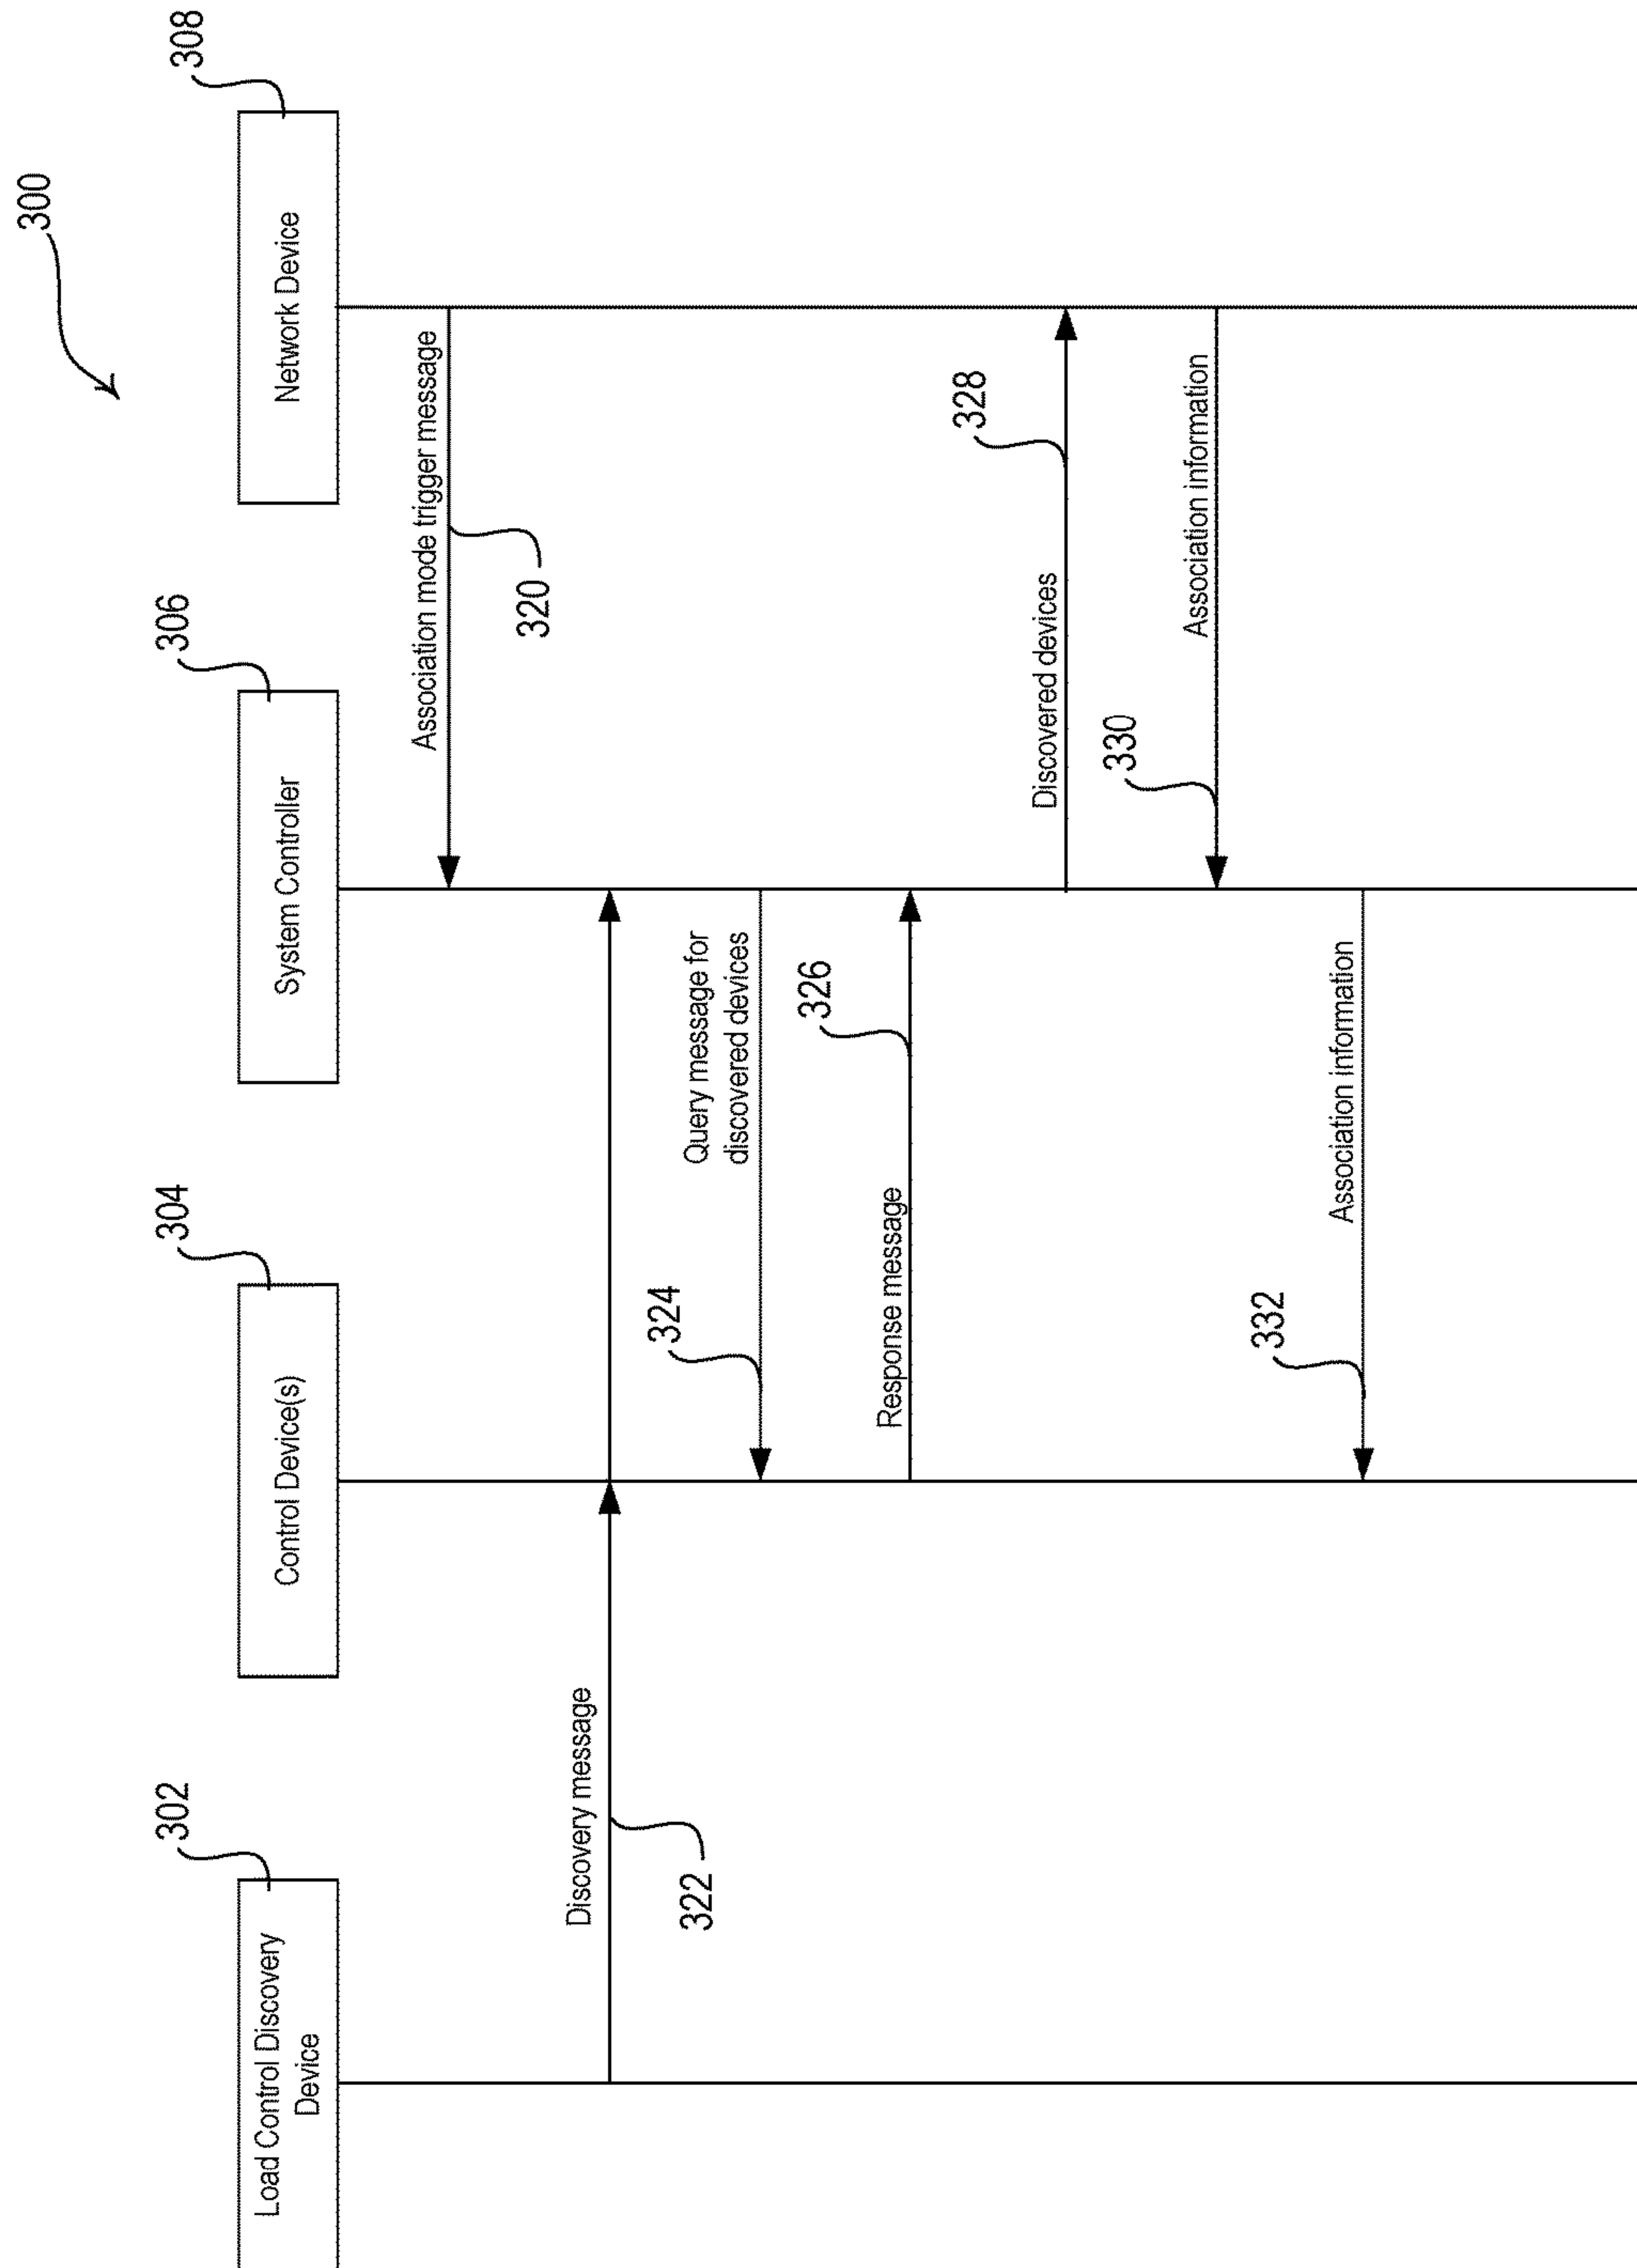 300
302
304
306
308
Load Control Discovery
Device
Control Device(s)
System Controller
Network Device
Association mode trigger message
320
Discovery message
322
Query message for
discovered devices
324
Response message
326
Discovered devices
328
Association information
330
Association information
332